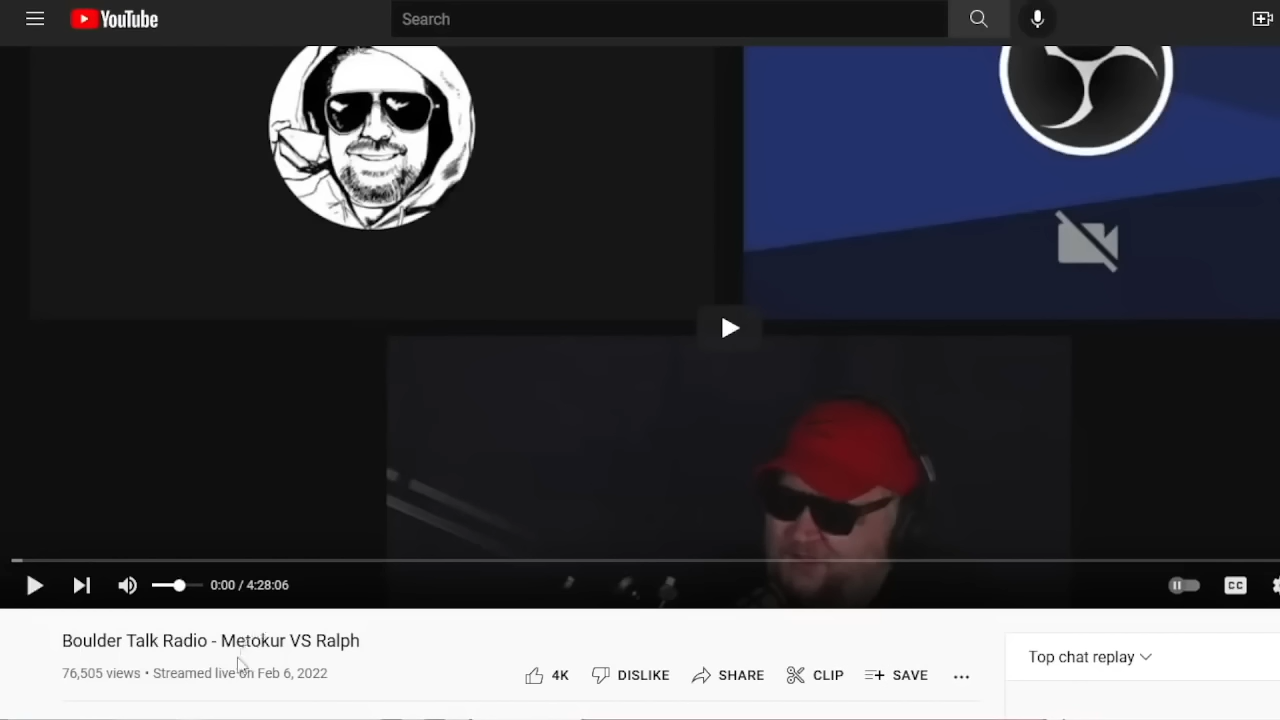 YouTube
Search
0:00 / 4:28:06
CC
Boulder Talk Radio - Metokur VS Ralph
76,505 views • Streamed live on Feb 6, 2022
4K
DISLIKE
SHARE
CLIP
SAVE
Top chat replay